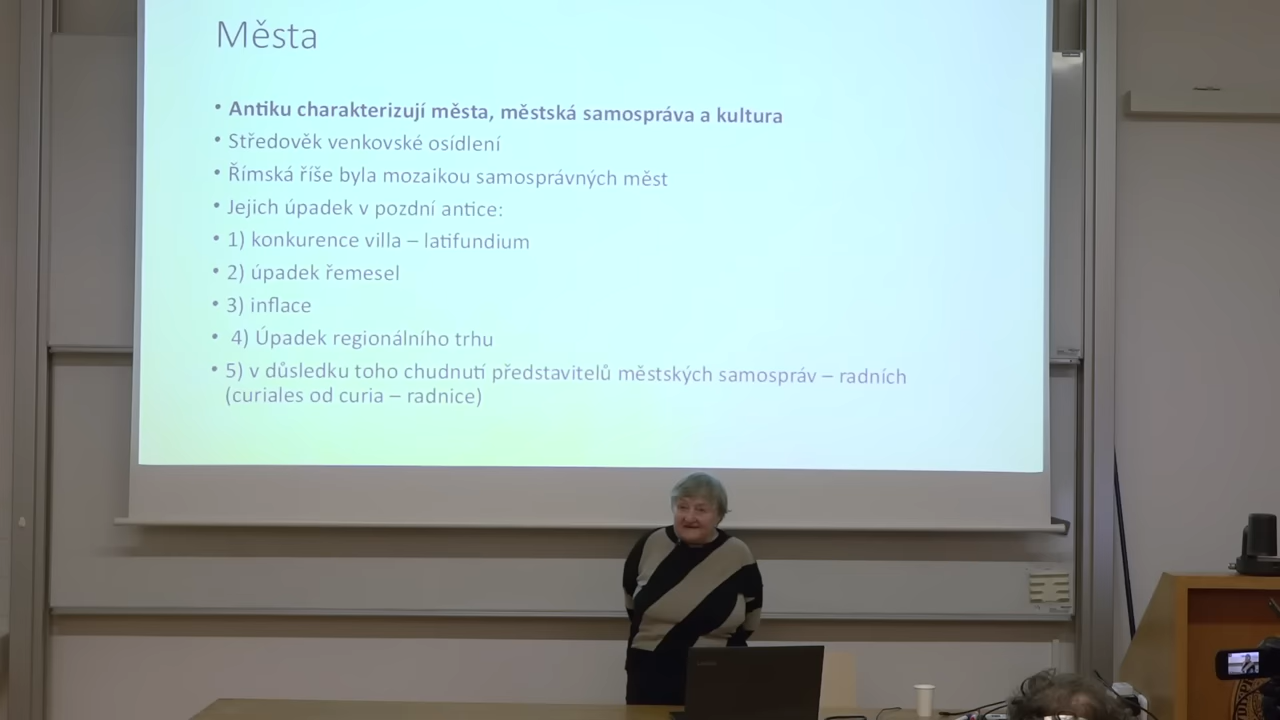 Města
• Antiku charakterizují města, městská samospráva a kultura
• Středověk venkovské osídlení
• Římská říše byla mozaikou samosprávných měst
• Jejich úpadek v pozdní antice:
• 1) konkurence villa – latifundium
• 2) úpadek řemesel
• 3) inflace
• 4) Úpadek regionálního trhu
• 5) v důsledku toho chudnutí představitelů městských samospráv – radních
(curiales od curia – radnice)